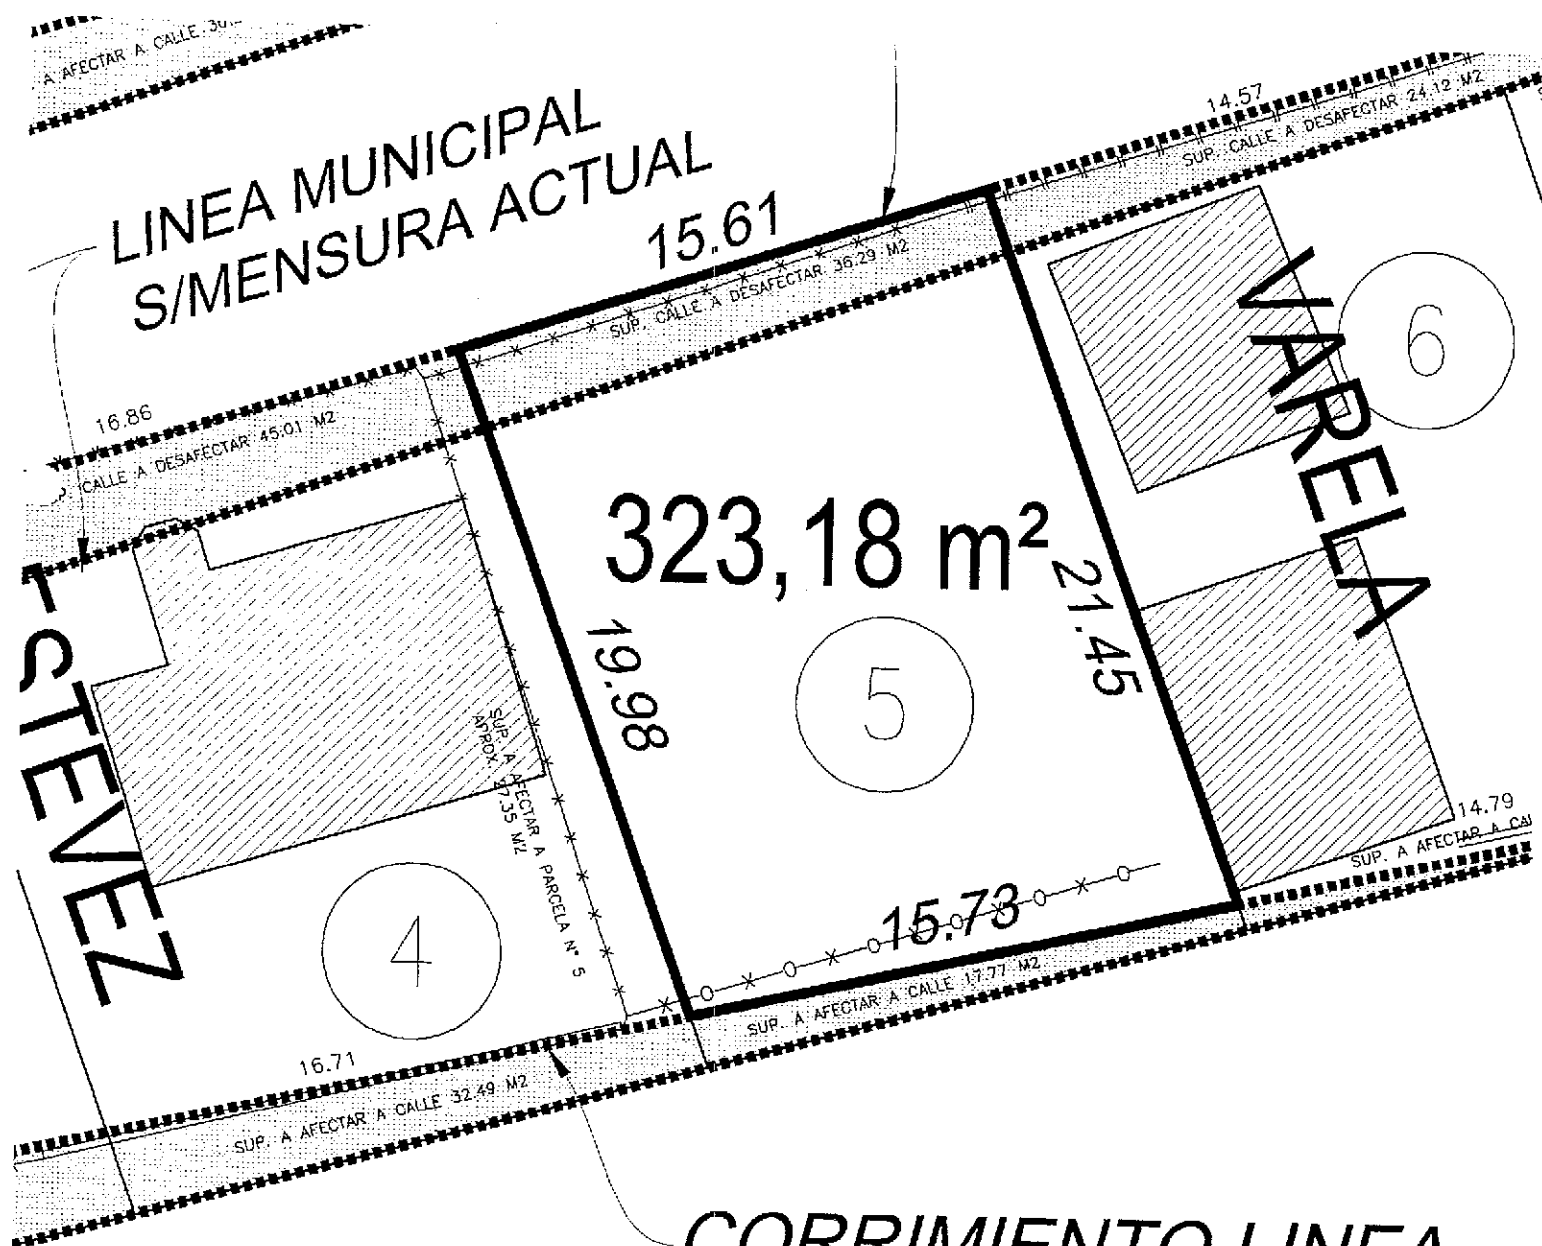 A AFECTAR A CALLE
LINEA MUNICIPAL
S/MENSURA ACTUAL
15.61
14.57
SUP. CALLE A DESAFECTAR 24.12 M2
SUP. CALLE A DESAFECTAR 36.29 M2
16.86
CALLE A DESAFECTAR 45.01 M2
VARELA
6
323,18 m²
21.45
19.98
5
STEVEZ
SUP. A AFECTAR A PARCELA N° 5
APROX. 27.35 M2
4
14.79
SUP. A AFECTAR A CAL
15.73
SUP. A AFECTAR A CALLE 17.77 M2
16.71
SUP. A AFECTAR A CALLE 32.49 M2
CORRIMIENTO LINEA